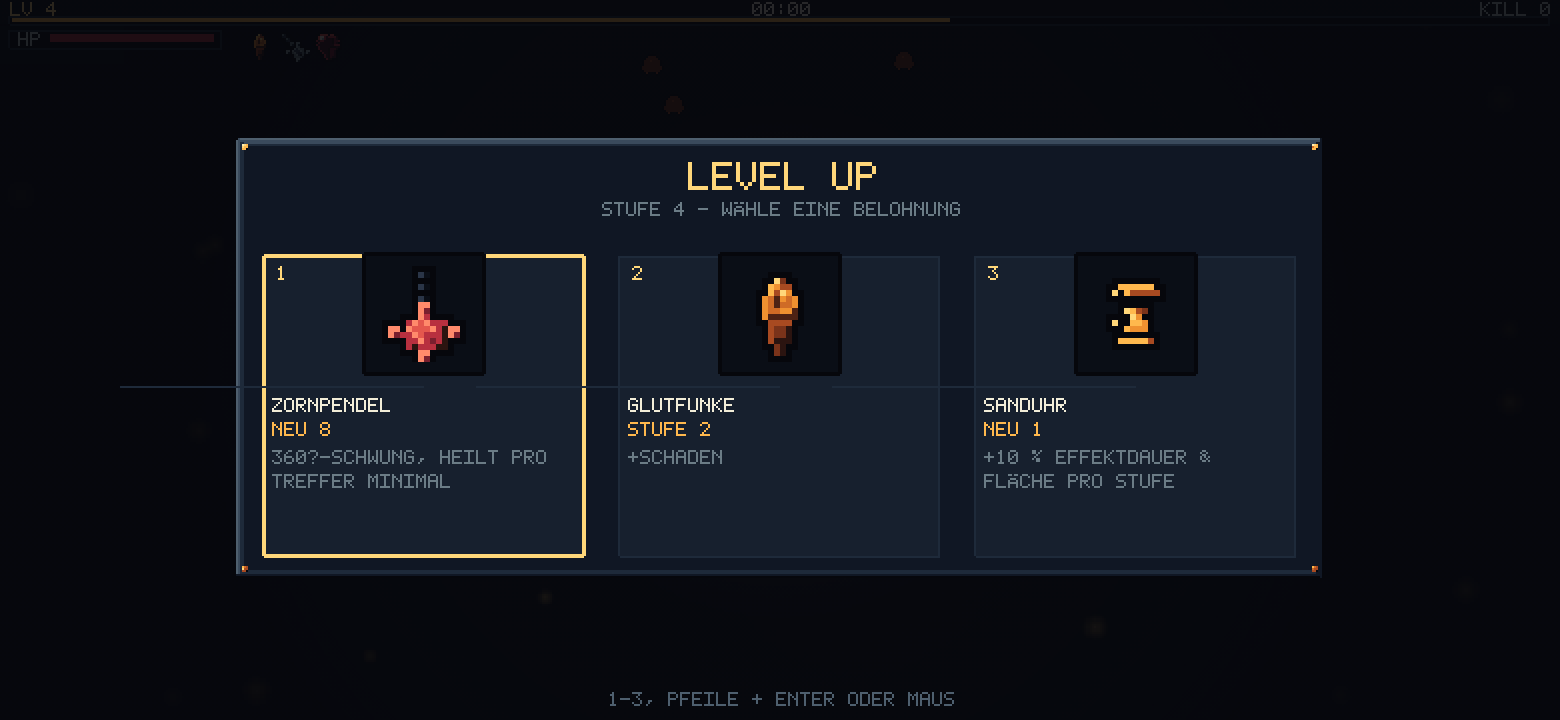 LV 4
00:00
KILL 0
HP
LEVEL UP
STUFE 4 - WÄHLE EINE BELOHNUNG
1
2
3
ZORNPENDEL
NEU 8
360?-SCHWUNG, HEILT PRO
TREFFER MINIMAL
GLUTFUNKE
STUFE 2
+SCHADEN
SANDUHR
NEU 1
+10 % EFFEKTDAUER &
FLÄCHE PRO STUFE
1-3, PFEILE + ENTER ODER MAUS